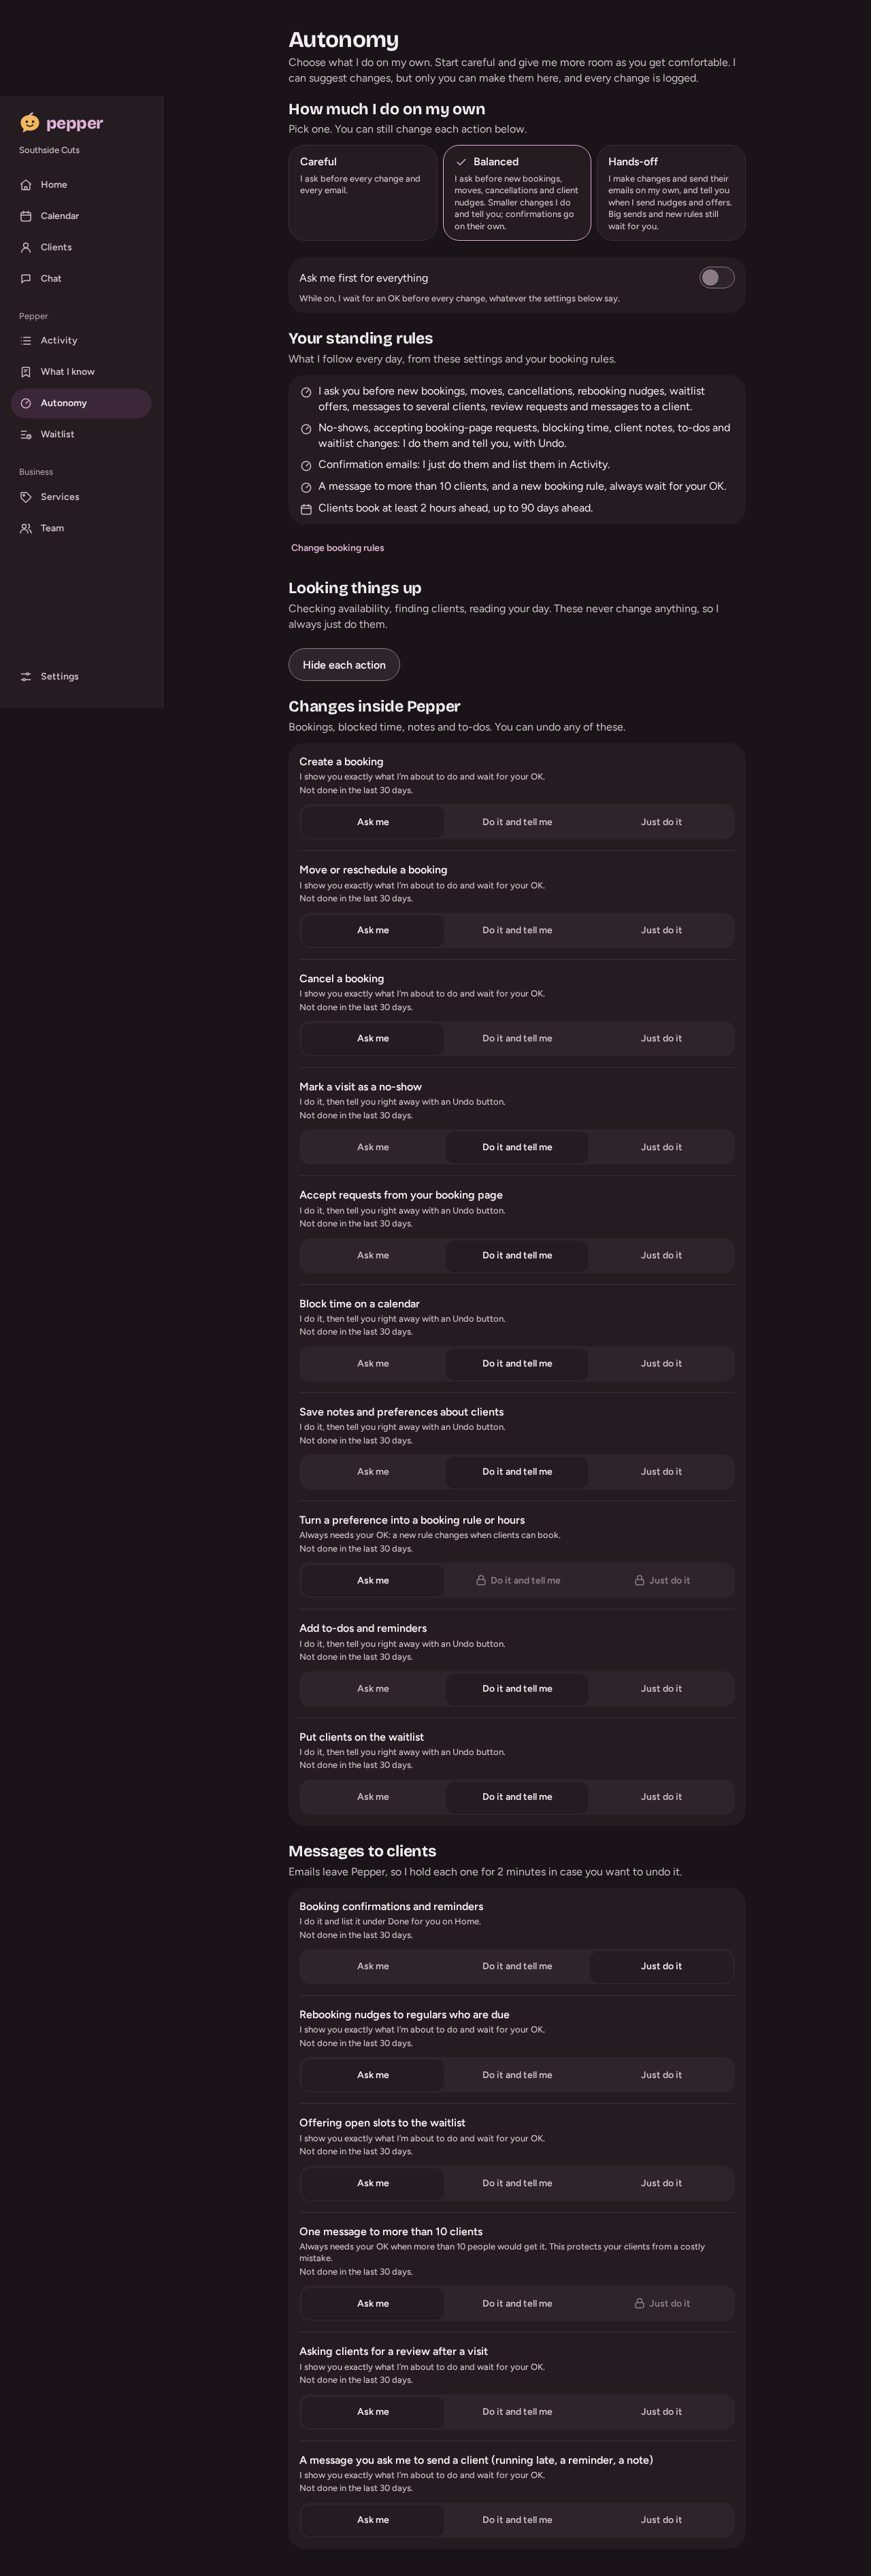 pepper
Southside Cuts
Home
Calendar
Clients
Chat
Pepper
Activity
What I know
Autonomy
Waitlist
Business
Services
Team
Settings
Autonomy
Choose what I do on my own. Start careful and give me more room as you get comfortable. I
can suggest changes, but only you can make them here, and every change is logged.
How much I do on my own
Pick one. You can still change each action below.
Careful
I ask before every change and
every email.
Balanced
I ask before new bookings,
moves, cancellations and client
nudges. Smaller changes I do
and tell you; confirmations go
on their own.
Hands-off
I make changes and send their
emails on my own, and tell you
when I send nudges and offers.
Big sends and new rules still
wait for you.
Ask me first for everything
While on, I wait for an OK before every change, whatever the settings below say.
Your standing rules
What I follow every day, from these settings and your booking rules.
I ask you before new bookings, moves, cancellations, rebooking nudges, waitlist
offers, messages to several clients, review requests and messages to a client.
No-shows, accepting booking-page requests, blocking time, client notes, to-dos and
waitlist changes: I do them and tell you, with Undo.
Confirmation emails: I just do them and list them in Activity.
A message to more than 10 clients, and a new booking rule, always wait for your OK.
Clients book at least 2 hours ahead, up to 90 days ahead.
Change booking rules
Looking things up
Checking availability, finding clients, reading your day. These never change anything, so I
always just do them.
Hide each action
Changes inside Pepper
Bookings, blocked time, notes and to-dos. You can undo any of these.
Create a booking
I show you exactly what I'm about to do and wait for your OK.
Not done in the last 30 days.
Ask me Do it and tell me Just do it
Move or reschedule a booking
I show you exactly what I'm about to do and wait for your OK.
Not done in the last 30 days.
Ask me Do it and tell me Just do it
Cancel a booking
I show you exactly what I'm about to do and wait for your OK.
Not done in the last 30 days.
Ask me Do it and tell me Just do it
Mark a visit as a no-show
I do it, then tell you right away with an Undo button.
Not done in the last 30 days.
Ask me Do it and tell me Just do it
Accept requests from your booking page
I do it, then tell you right away with an Undo button.
Not done in the last 30 days.
Ask me Do it and tell me Just do it
Block time on a calendar
I do it, then tell you right away with an Undo button.
Not done in the last 30 days.
Ask me Do it and tell me Just do it
Save notes and preferences about clients
I do it, then tell you right away with an Undo button.
Not done in the last 30 days.
Ask me Do it and tell me Just do it
Turn a preference into a booking rule or hours
Always needs your OK: a new rule changes when clients can book.
Not done in the last 30 days.
Ask me Do it and tell me Just do it
Add to-dos and reminders
I do it, then tell you right away with an Undo button.
Not done in the last 30 days.
Ask me Do it and tell me Just do it
Put clients on the waitlist
I do it, then tell you right away with an Undo button.
Not done in the last 30 days.
Ask me Do it and tell me Just do it
Messages to clients
Emails leave Pepper, so I hold each one for 2 minutes in case you want to undo it.
Booking confirmations and reminders
I do it and list it under Done for you on Home.
Not done in the last 30 days.
Ask me Do it and tell me Just do it
Rebooking nudges to regulars who are due
I show you exactly what I'm about to do and wait for your OK.
Not done in the last 30 days.
Ask me Do it and tell me Just do it
Offering open slots to the waitlist
I show you exactly what I'm about to do and wait for your OK.
Not done in the last 30 days.
Ask me Do it and tell me Just do it
One message to more than 10 clients
Always needs your OK when more than 10 people would get it. This protects your clients from a costly
mistake.
Not done in the last 30 days.
Ask me Do it and tell me Just do it
Asking clients for a review after a visit
I show you exactly what I'm about to do and wait for your OK.
Not done in the last 30 days.
Ask me Do it and tell me Just do it
A message you ask me to send a client (running late, a reminder, a note)
I show you exactly what I'm about to do and wait for your OK.
Not done in the last 30 days.
Ask me Do it and tell me Just do it